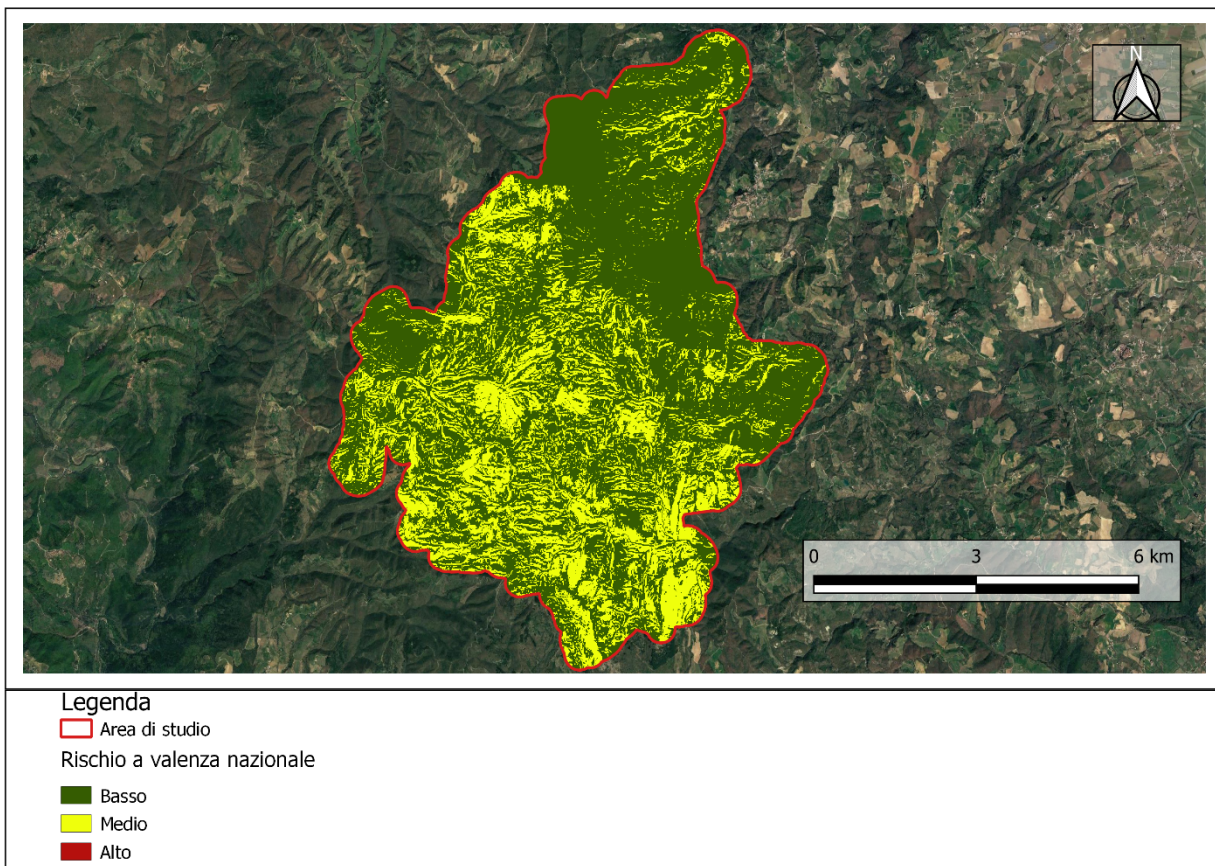 N
0 3 6 km
Legenda
Area di studio
Rischio a valenza nazionale
Basso
Medio
Alto